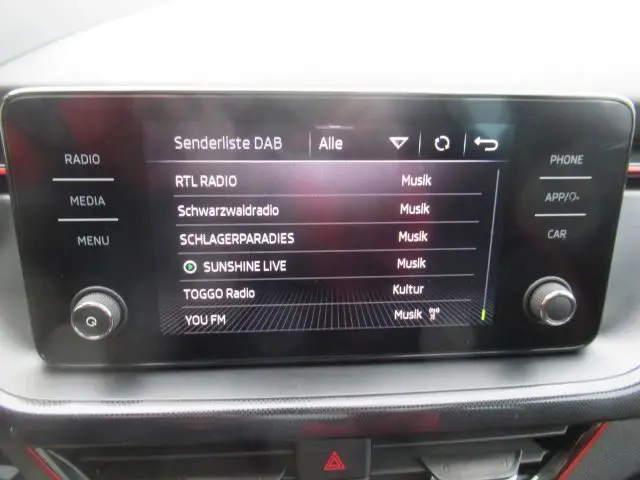 Senderliste DAB Alle
RADIO
MEDIA
MENU
RTL RADIO Musik
Schwarzwaldradio Musik
SCHLAGERPARADIES Musik
SUNSHINE LIVE Musik
TOGGO Radio Kultur
YOU FM Musik
PHONE
APP/
CAR